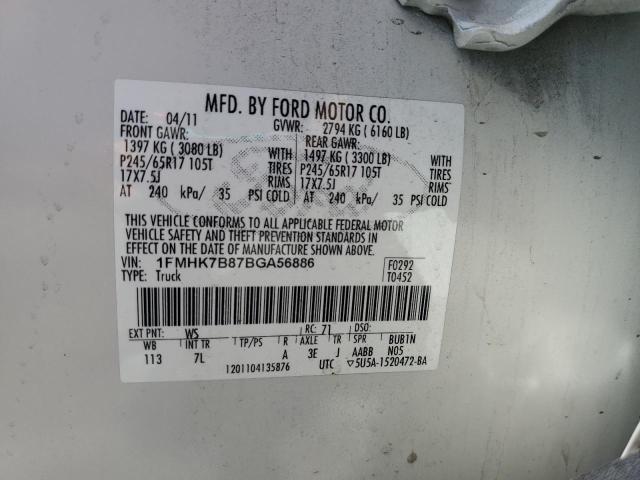 MFD. BY FORD MOTOR CO.
DATE: 04/11 GVWR: 2794 KG ( 6160 LB)
FRONT GAWR: REAR GAWR:
1397 KG ( 3080 LB) WITH 1497 KG ( 3300 LB) WITH
P245/65R17 105T TIRES P245/65R17 105T TIRES
17X7.5J RIMS 17X7.5J RIMS
AT 240 kPa/ 35 PSI COLD AT 240 kPa/ 35 PSI COLD
THIS VEHICLE CONFORMS TO ALL APPLICABLE FEDERAL MOTOR
VEHICLE SAFETY AND THEFT PREVENTION STANDARDS IN
EFFECT ON THE DATE OF MANUFACTURE SHOWN ABOVE.
VIN: 1FMHK7B87BGA56886 F0292
TYPE: Truck T0452
EXT PNT: WS RC: 71 DSO:
WB INT TR TP/PS R AXLE TR SPR BUB1N
113 7L A 3E J AABB N05
1201104135876 UTC ▽5U5A-1520472-BA